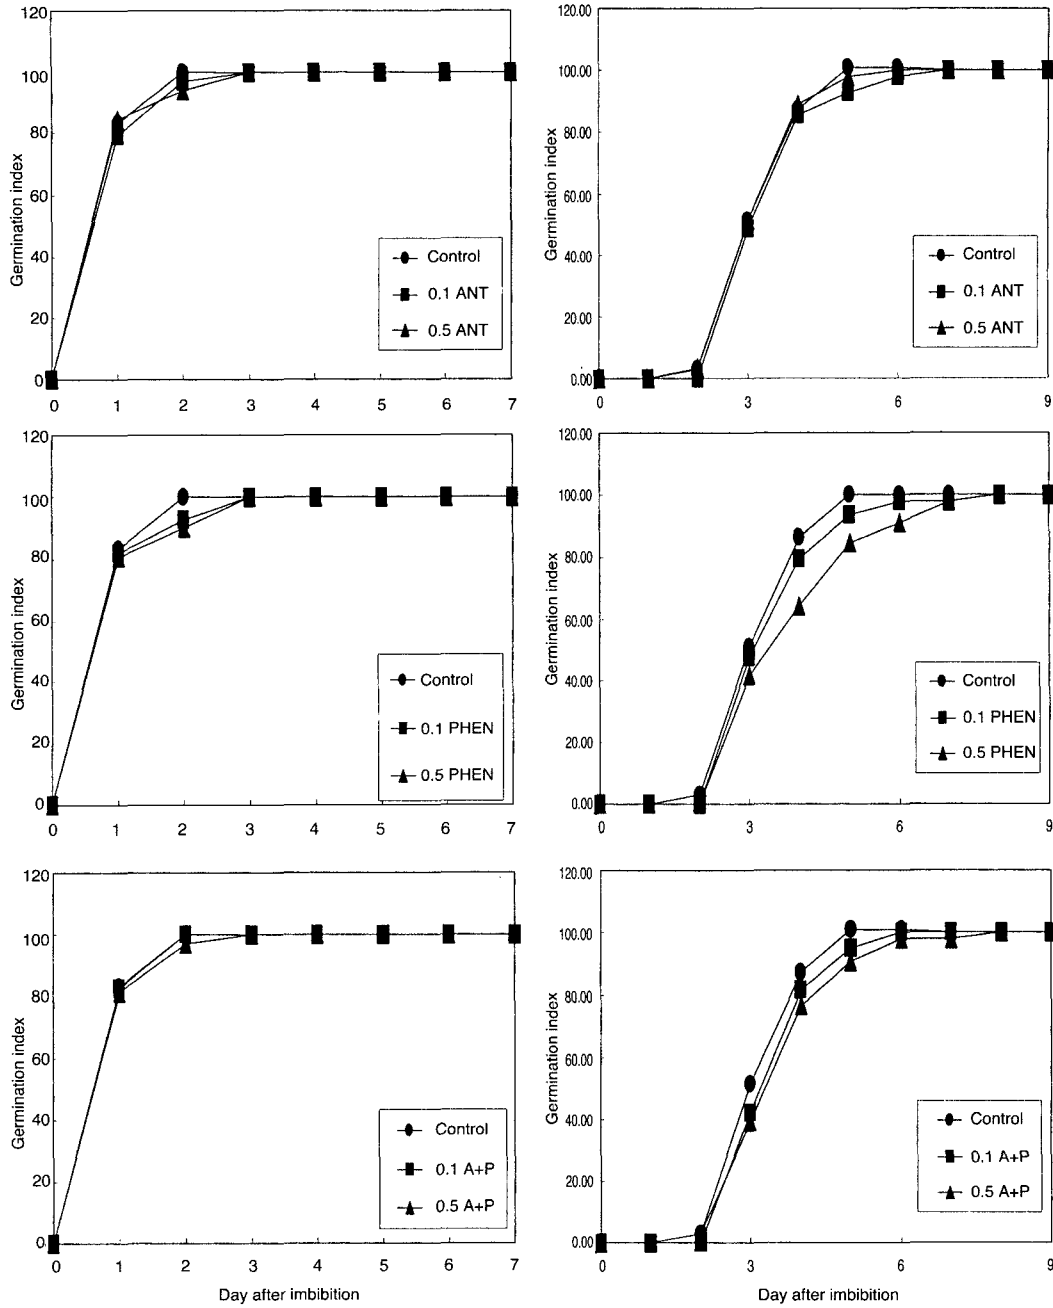 120
100
80
60
40
20
0
Germination index
Control
0.1 ANT
0.5 ANT
0 1 2 3 4 5 6 7
120.00
100.00
80.00
60.00
40.00
20.00
0.00
Germination index
Control
0.1 ANT
0.5 ANT
0 3 6 9
120
100
80
60
40
20
0
Germination index
Control
0.1 PHEN
0.5 PHEN
0 1 2 3 4 5 6 7
120.00
100.00
80.00
60.00
40.00
20.00
0.00
Germination index
Control
0.1 PHEN
0.5 PHEN
0 3 6 9
120
100
80
60
40
20
0
Germination index
Control
0.1 A+P
0.5 A+P
0 1 2 3 4 5 6 7
Day after imbibition
120.00
100.00
80.00
60.00
40.00
20.00
0.00
Germination index
Control
0.1 A+P
0.5 A+P
0 3 6 9
Day after imbibition